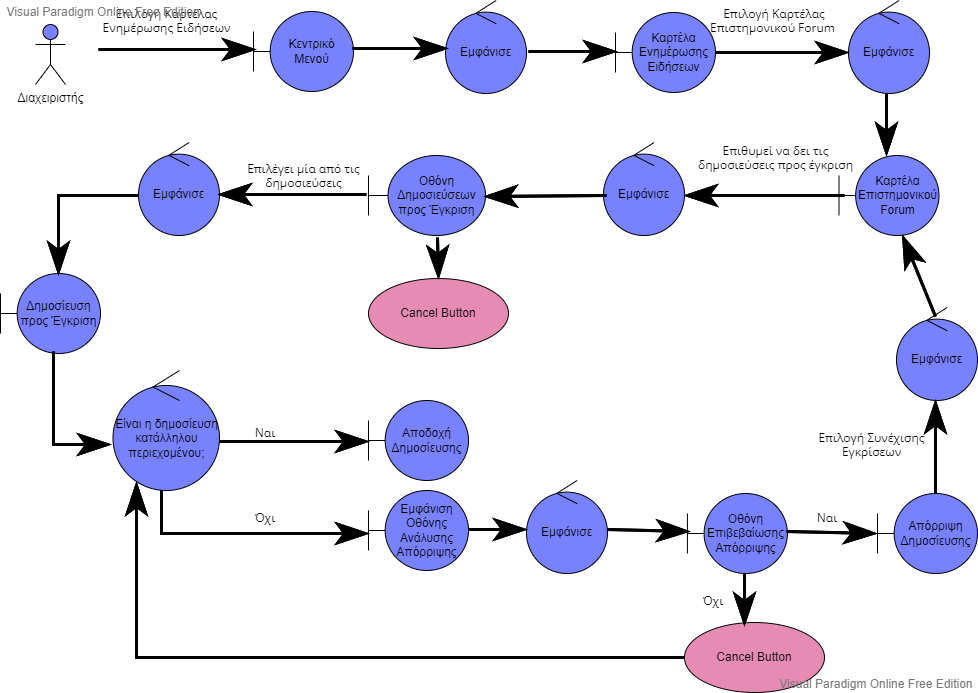 Visual Paradigm Online Free Edition
Επιλογή Καρτέλας
Ενημέρωσης Ειδήσεων
Διαχειριστής
Κεντρικό
Μενού
Εμφάνισε
Καρτέλα
Ενημέρωσης
Ειδήσεων
Επιλογή Καρτέλας
Επιστημονικού Forum
Εμφάνισε
Καρτέλα
Επιστημονικού
Forum
Επιθυμεί να δει τις
δημοσιεύσεις προς έγκριση
Εμφάνισε
Οθόνη
Δημοσιεύσεων
προς Έγκριση
Επιλέγει μία από τις
δημοσιεύσεις
Εμφάνισε
Cancel Button
Δημοσίευση
προς Έγκριση
Είναι η δημοσίευση
κατάλληλου
περιεχομένου;
Ναι
Αποδοχή
Δημοσίευσης
Όχι
Εμφάνιση
Οθόνης
Ανάλυσης
Απόρριψης
Εμφάνισε
Οθόνη
Επιβεβαίωσης
Απόρριψης
Ναι
Απόρριψη
Δημοσίευσης
Επιλογή Συνέχισης
Εγκρίσεων
Εμφάνισε
Όχι
Cancel Button
Visual Paradigm Online Free Edition